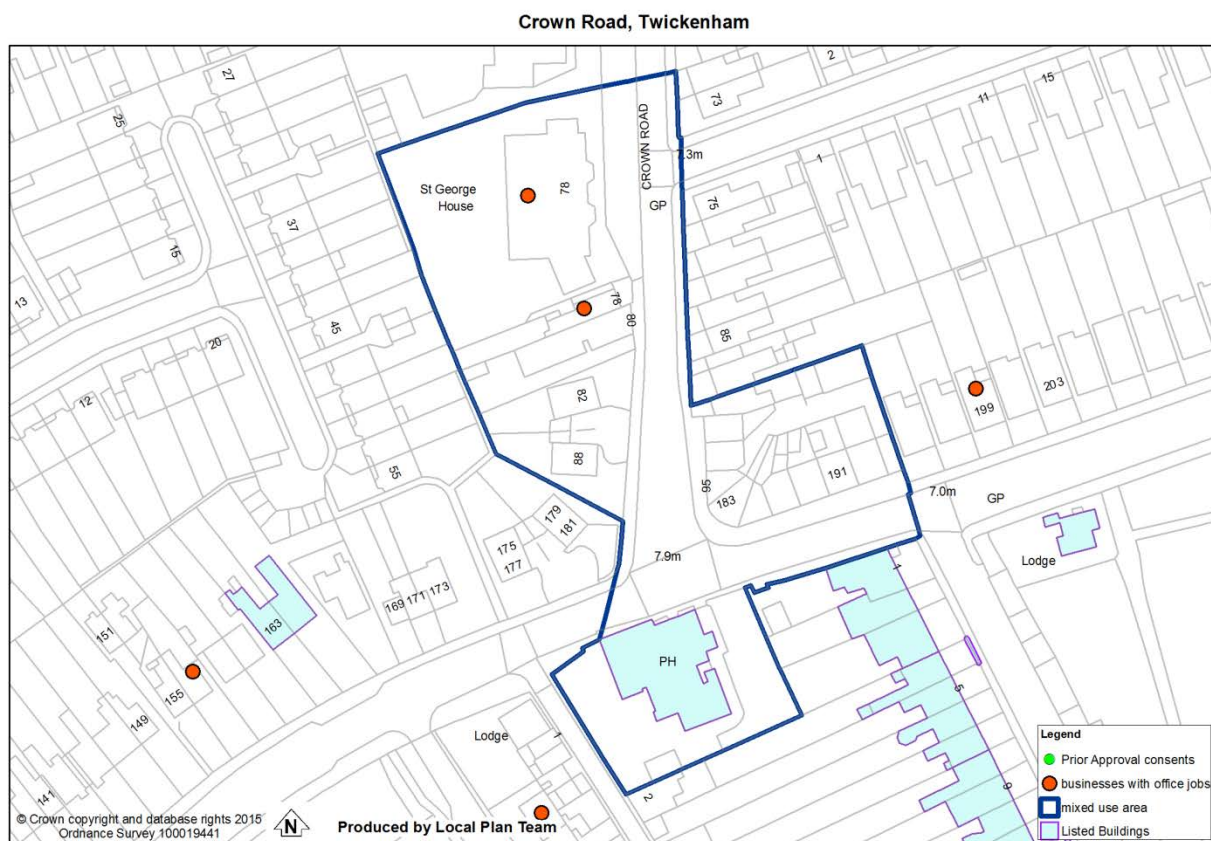 Crown Road, Twickenham
27
25
37
15
13
45
20
12
55
St George
House
78
CROWN ROAD
73
2
7.3m
GP
75
1
11
15
78
80
85
82
88
95
183
191
199
203
7.0m
GP
179
181
175
177
7.9m
169
171
173
163
151
155
149
141
PH
Lodge
1
2
1
5
9
Lodge
Legend
Prior Approval consents
businesses with office jobs
mixed use area
Listed Buildings
© Crown copyright and database rights 2015
Ordnance Survey 100019441
N
Produced by Local Plan Team